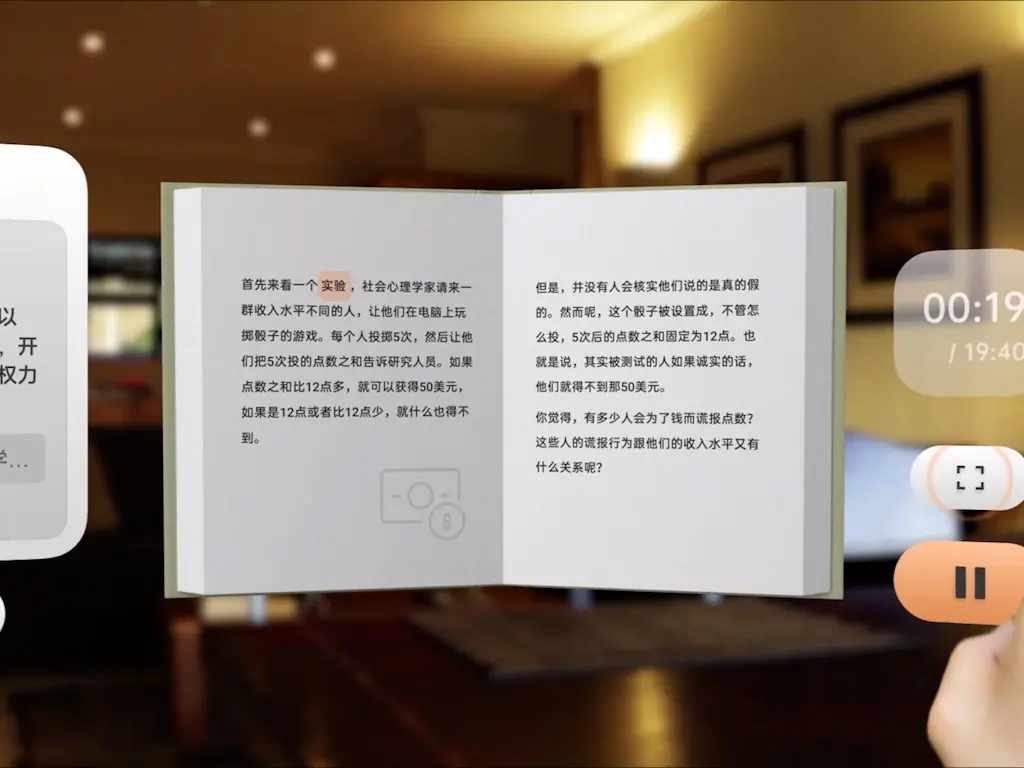 以
，开
权力
学...
首先来看一个实验，社会心理学家请来一
群收入水平不同的人，让他们在电脑上玩
掷骰子的游戏。每个人投掷5次，然后让他
们把5次投的点数之和告诉研究人员。如果
点数之和比12点多，就可以获得50美元，
如果是12点或者比12点少，就什么也得不
到。
但是，并没有人会核实他们说的是真的假
的。然而呢，这个骰子被设置成，不管怎
么投，5次后的点数之和固定为12点。也
就是说，其实被测试的人如果诚实的话，
他们就得不到那50美元。
你觉得，有多少人会为了钱而谎报点数？
这些人的谎报行为跟他们的收入水平又有
什么关系呢？
$
00:19
/ 19:40